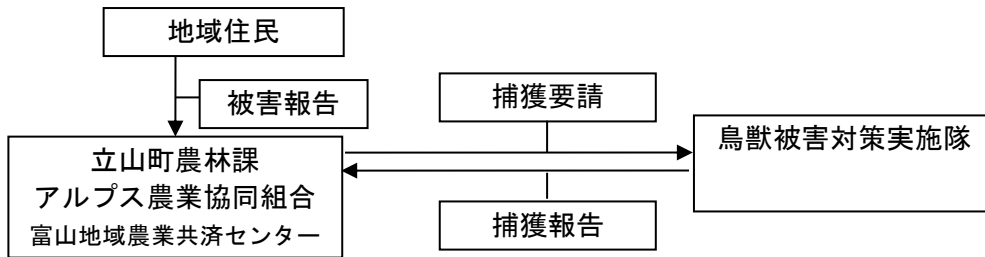 地域住民
被害報告
捕獲要請
立山町農林課
アルプス農業協同組合
富山地域農業共済センター
鳥獣被害対策実施隊
捕獲報告